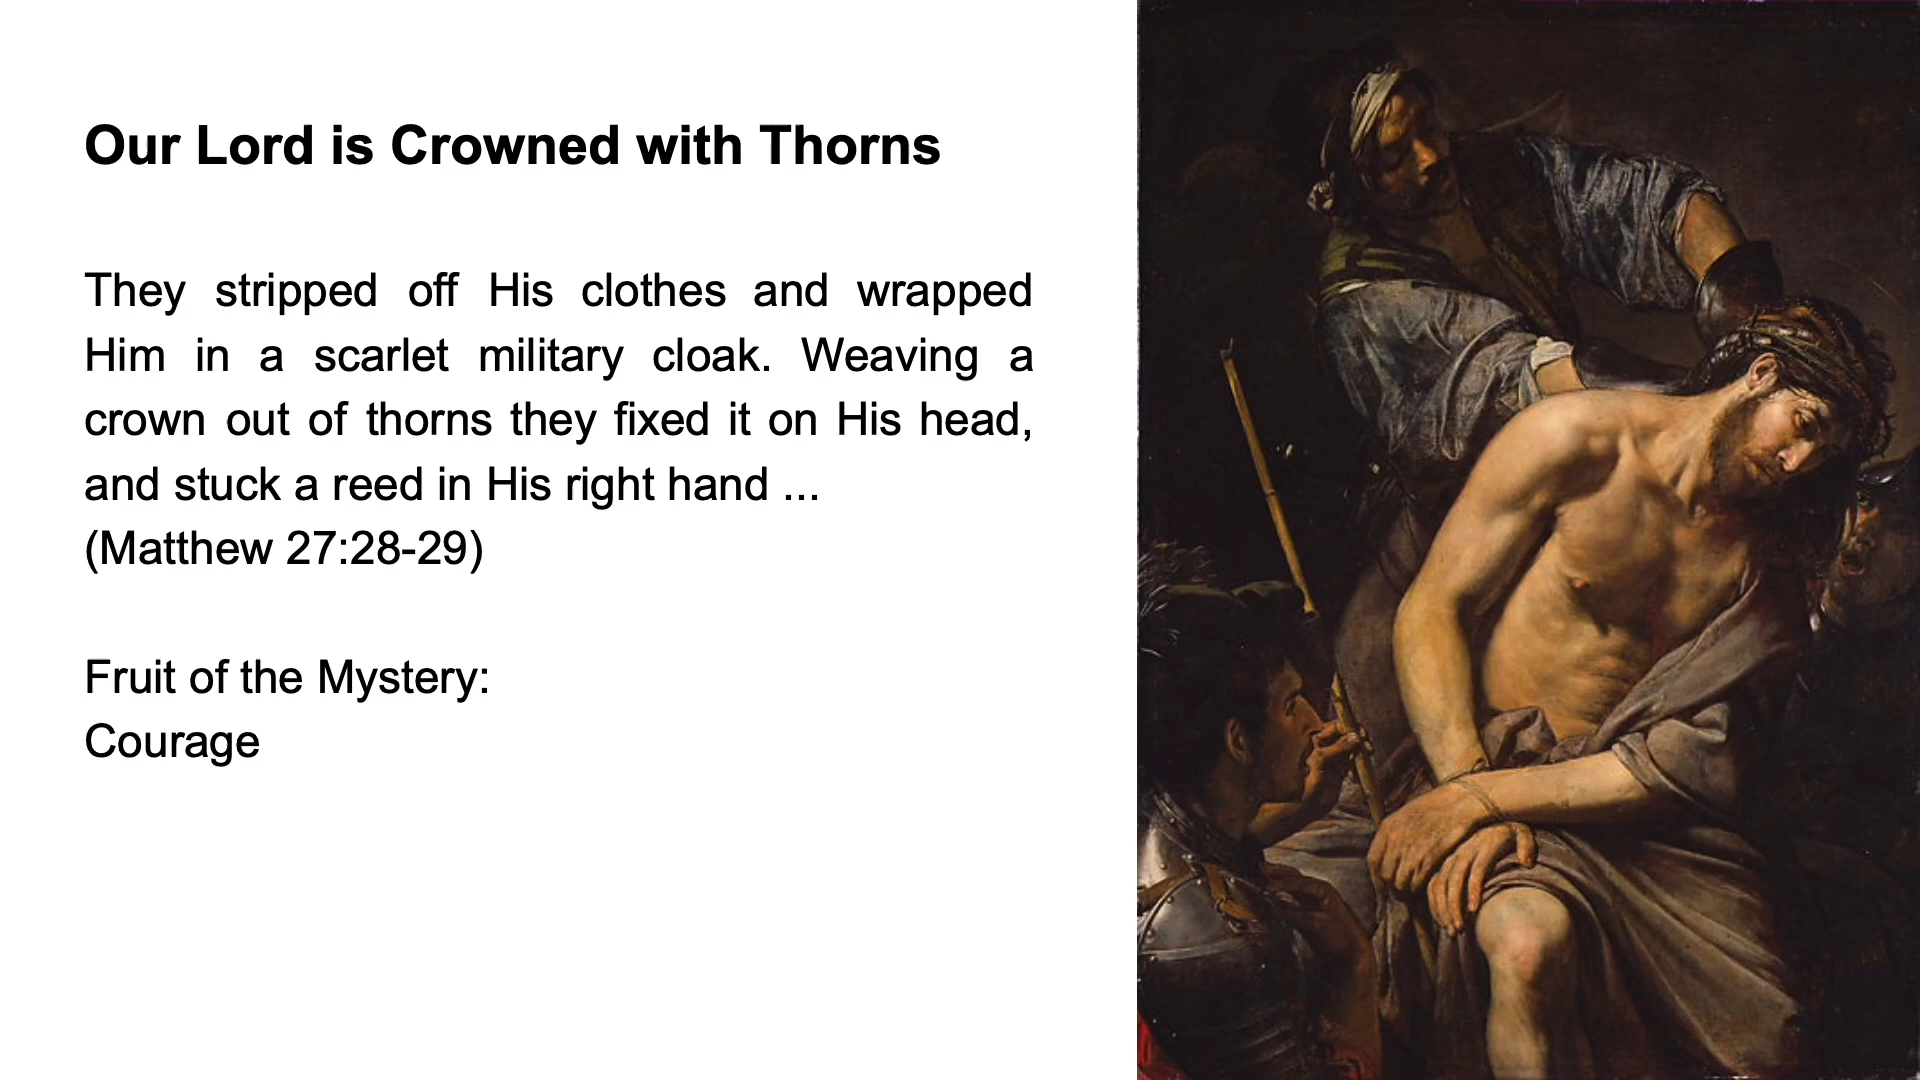 Our Lord is Crowned with Thorns
They stripped off His clothes and wrapped
Him in a scarlet military cloak. Weaving a
crown out of thorns they fixed it on His head,
and stuck a reed in His right hand ...
(Matthew 27:28-29)
Fruit of the Mystery:
Courage